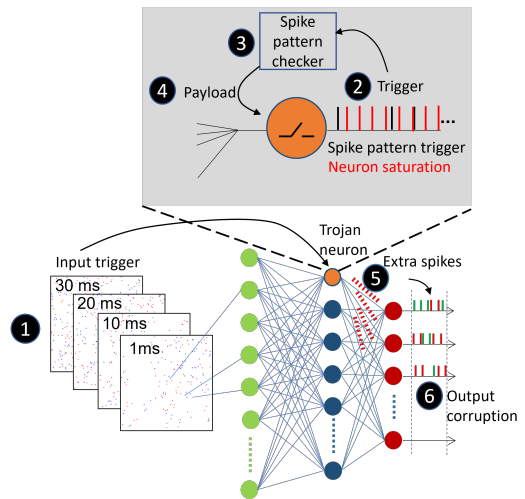 3
Spike
pattern
checker
4
Payload
2
Trigger
...
Spike pattern trigger
Neuron saturation
Trojan
neuron
Input trigger
5
Extra spikes
30 ms
20 ms
10 ms
1ms
1
6
Output
corruption